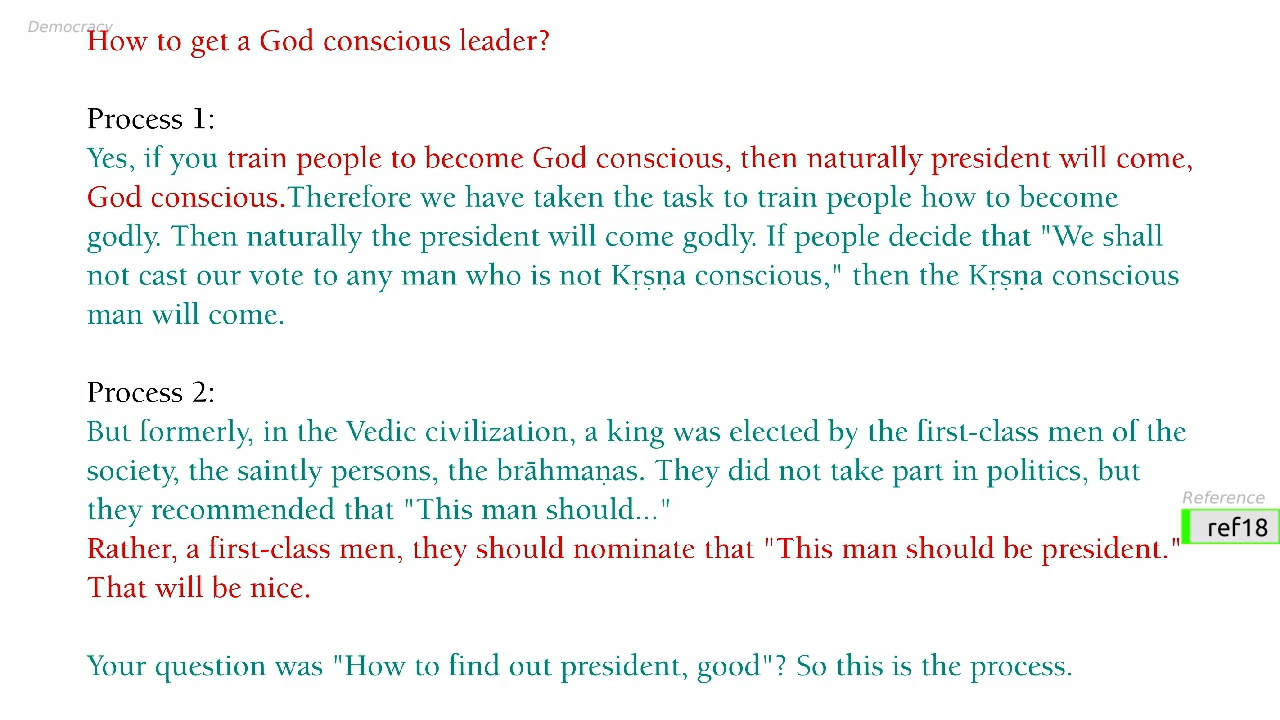 Democracy
How to get a God conscious leader?
Process 1:
Yes, if you train people to become God conscious, then naturally president will come,
God conscious.Therefore we have taken the task to train people how to become
godly. Then naturally the president will come godly. If people decide that "We shall
not cast our vote to any man who is not Kṛṣṇa conscious," then the Kṛṣṇa conscious
man will come.
Process 2:
But formerly, in the Vedic civilization, a king was elected by the first-class men of the
society, the saintly persons, the brāhmaṇas. They did not take part in politics, but
they recommended that "This man should..."
Reference
ref18
Rather, a first-class men, they should nominate that "This man should be president."
That will be nice.
Your question was "How to find out president, good"? So this is the process.